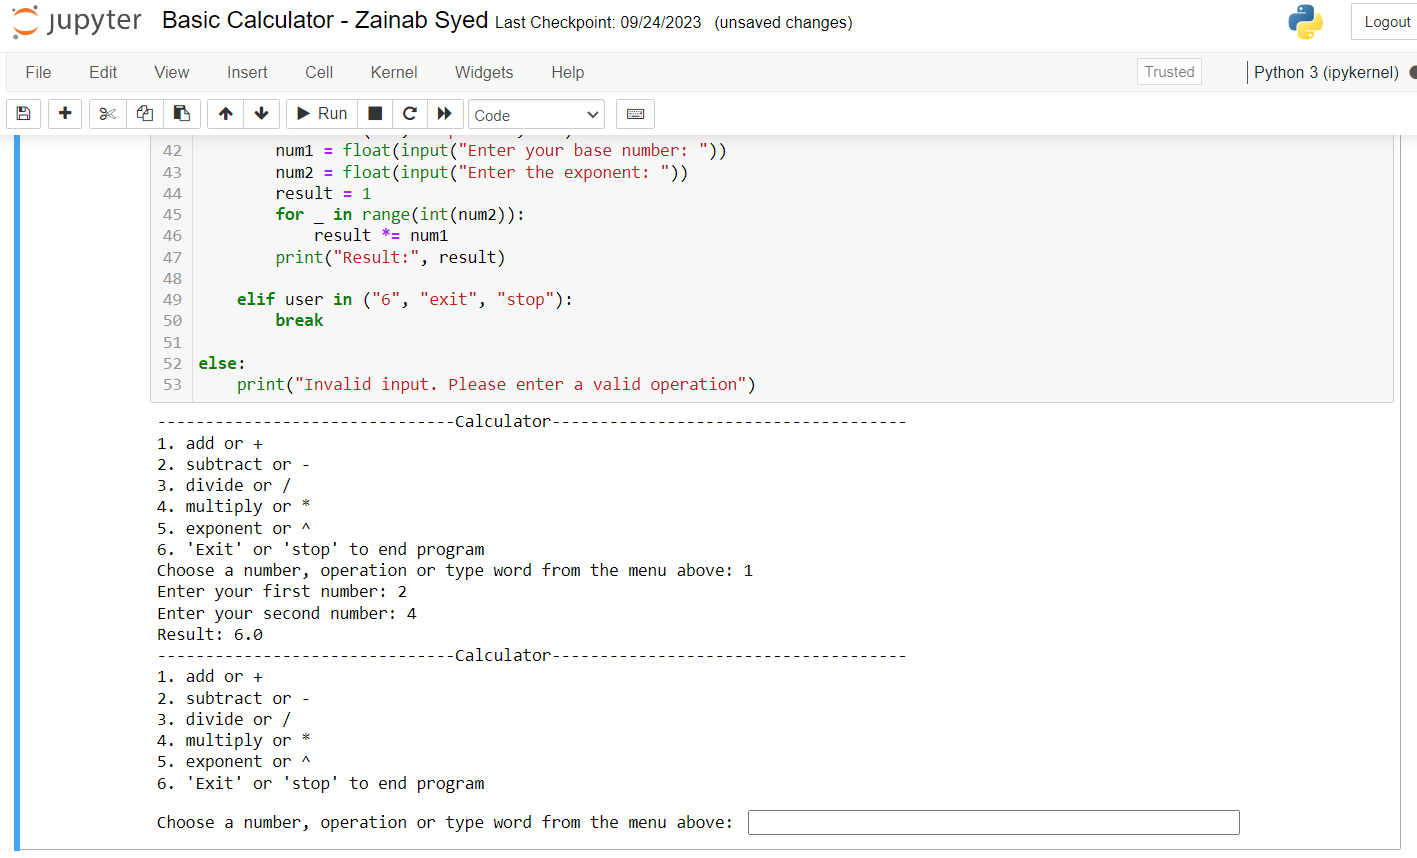 jupyter Basic Calculator - Zainab Syed Last Checkpoint: 09/24/2023 (unsaved changes) Logout
File Edit View Insert Cell Kernel Widgets Help Trusted Python 3 (ipykernel)
Run Code
42 num1 = float(input("Enter your base number: "))
43 num2 = float(input("Enter the exponent: "))
44 result = 1
45 for _ in range(int(num2)):
46 result *= num1
47 print("Result:", result)
48
49 elif user in ("6", "exit", "stop"):
50 break
51
52 else:
53 print("Invalid input. Please enter a valid operation")
-------------------------------Calculator-------------------------------------
1. add or +
2. subtract or -
3. divide or /
4. multiply or *
5. exponent or ^
6. 'Exit' or 'stop' to end program
Choose a number, operation or type word from the menu above: 1
Enter your first number: 2
Enter your second number: 4
Result: 6.0
-------------------------------Calculator-------------------------------------
1. add or +
2. subtract or -
3. divide or /
4. multiply or *
5. exponent or ^
6. 'Exit' or 'stop' to end program
Choose a number, operation or type word from the menu above: